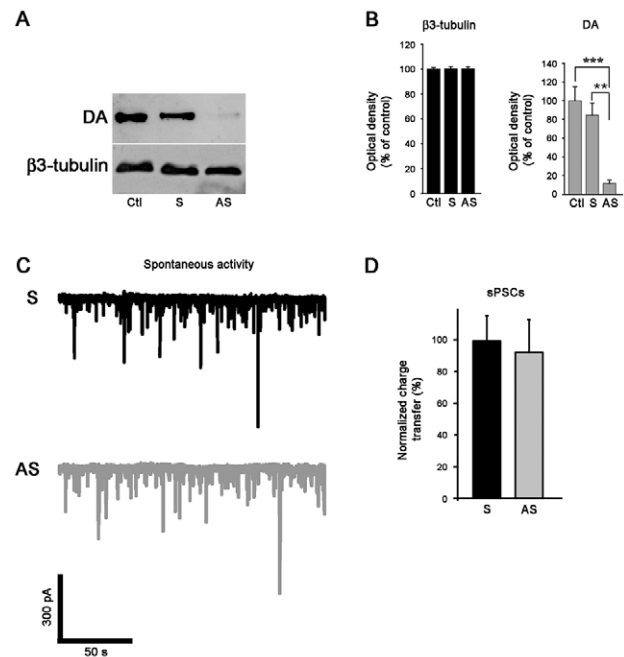 A
DA
β3-tubulin
Ctl S AS
B
β3-tubulin
Optical density
(% of control)
120
100
80
60
40
20
0
Ctl S AS
DA
Optical density
(% of control)
140
120
100
80
60
40
20
0
***
**
Ctl S AS
C
Spontaneous activity
S
AS
300 pA
50 s
D
sPSCs
Normalized charge
transfer (%)
100
80
60
40
20
0
S AS